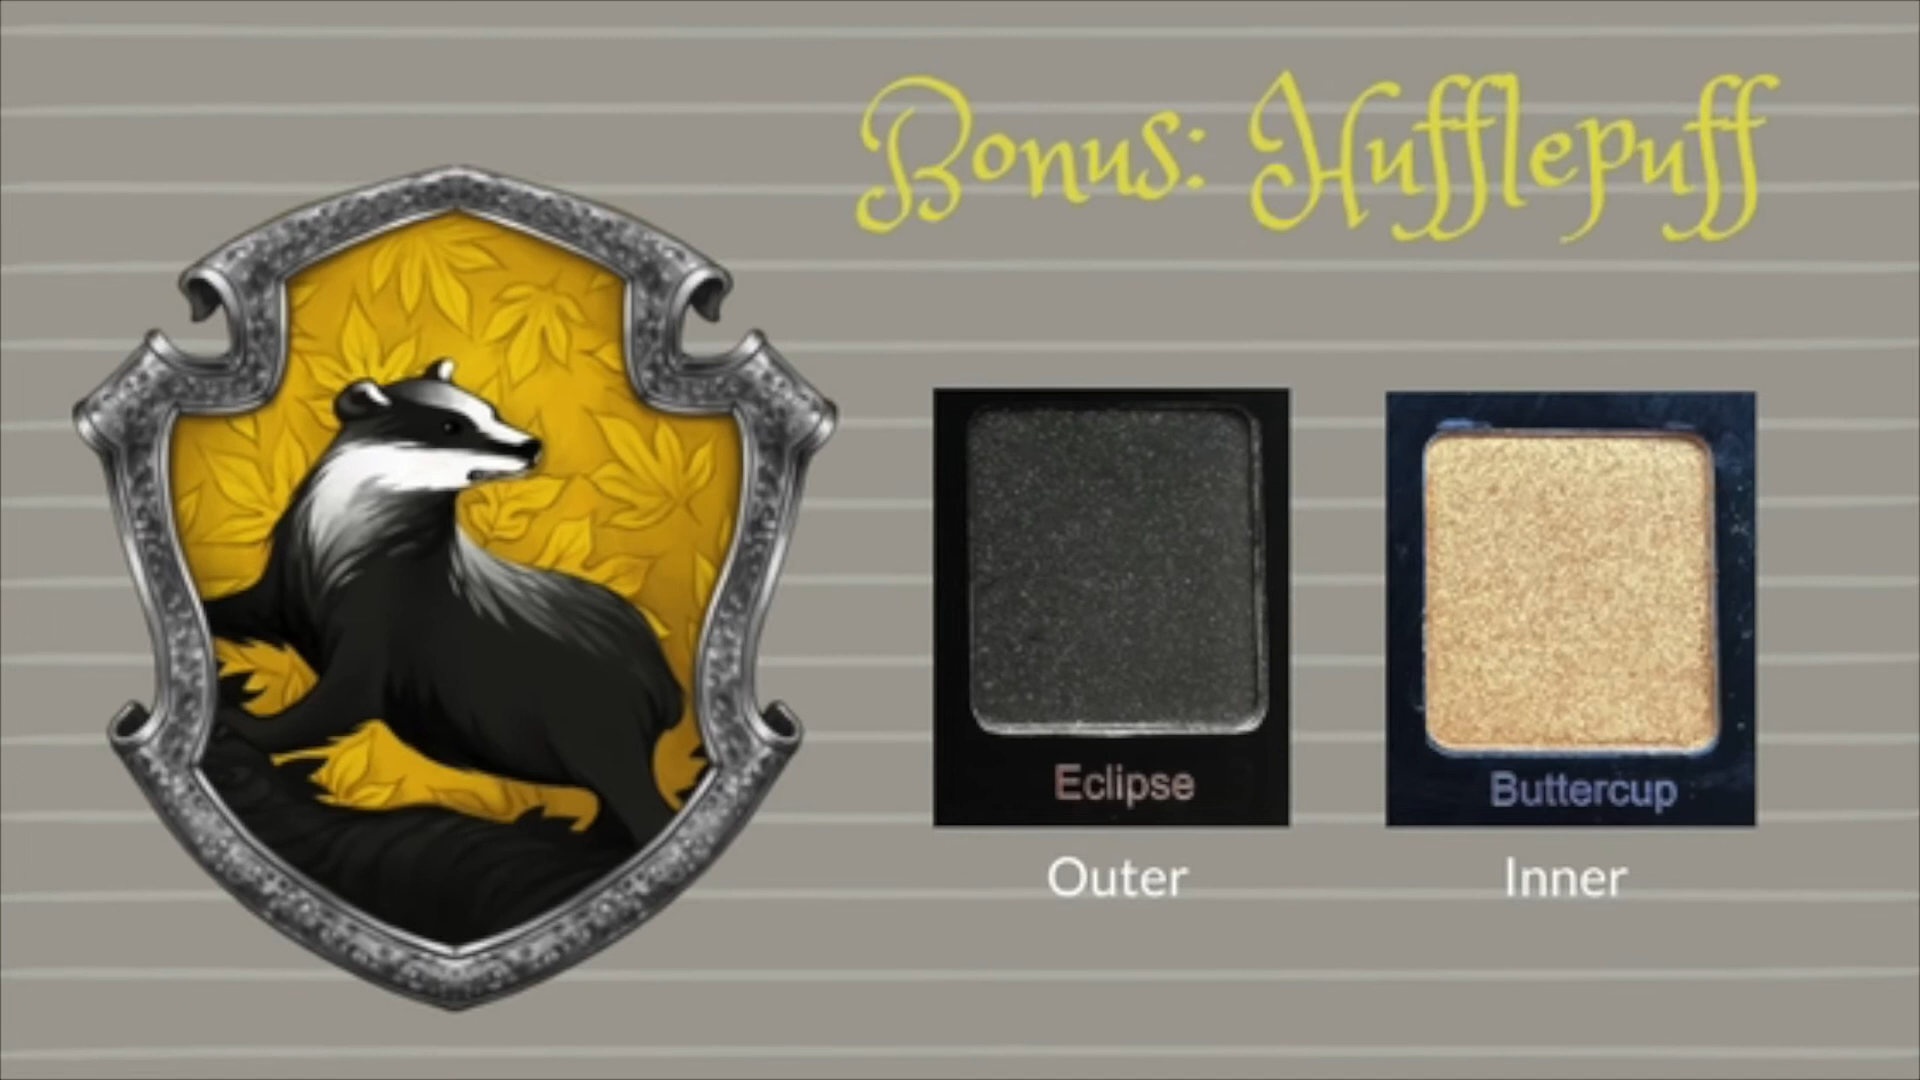 Bonus: Hufflepuff
Eclipse
Buttercup
Outer
Inner